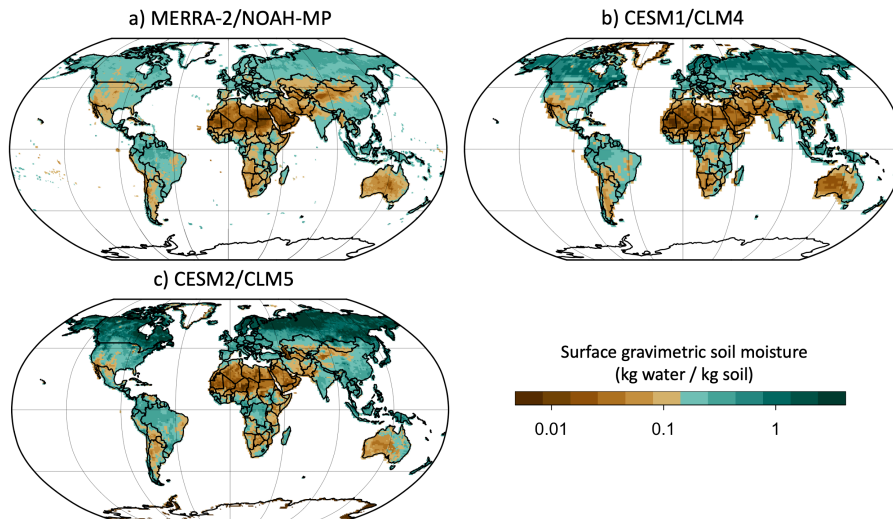 a) MERRA-2/NOAH-MP
b) CESM1/CLM4
c) CESM2/CLM5
Surface gravimetric soil moisture
(kg water / kg soil)
0.01 0.1 1